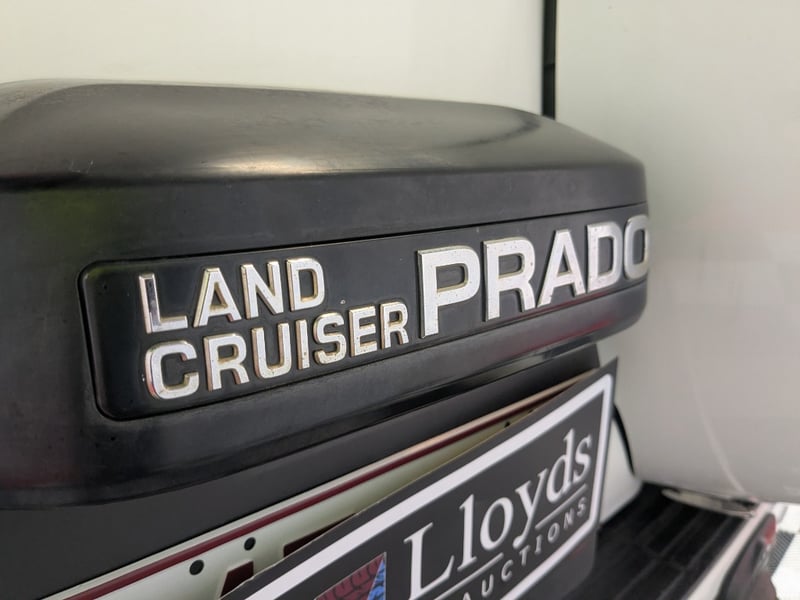 LAND
CRUISER PRADO
Lloyds
AUCTIONS